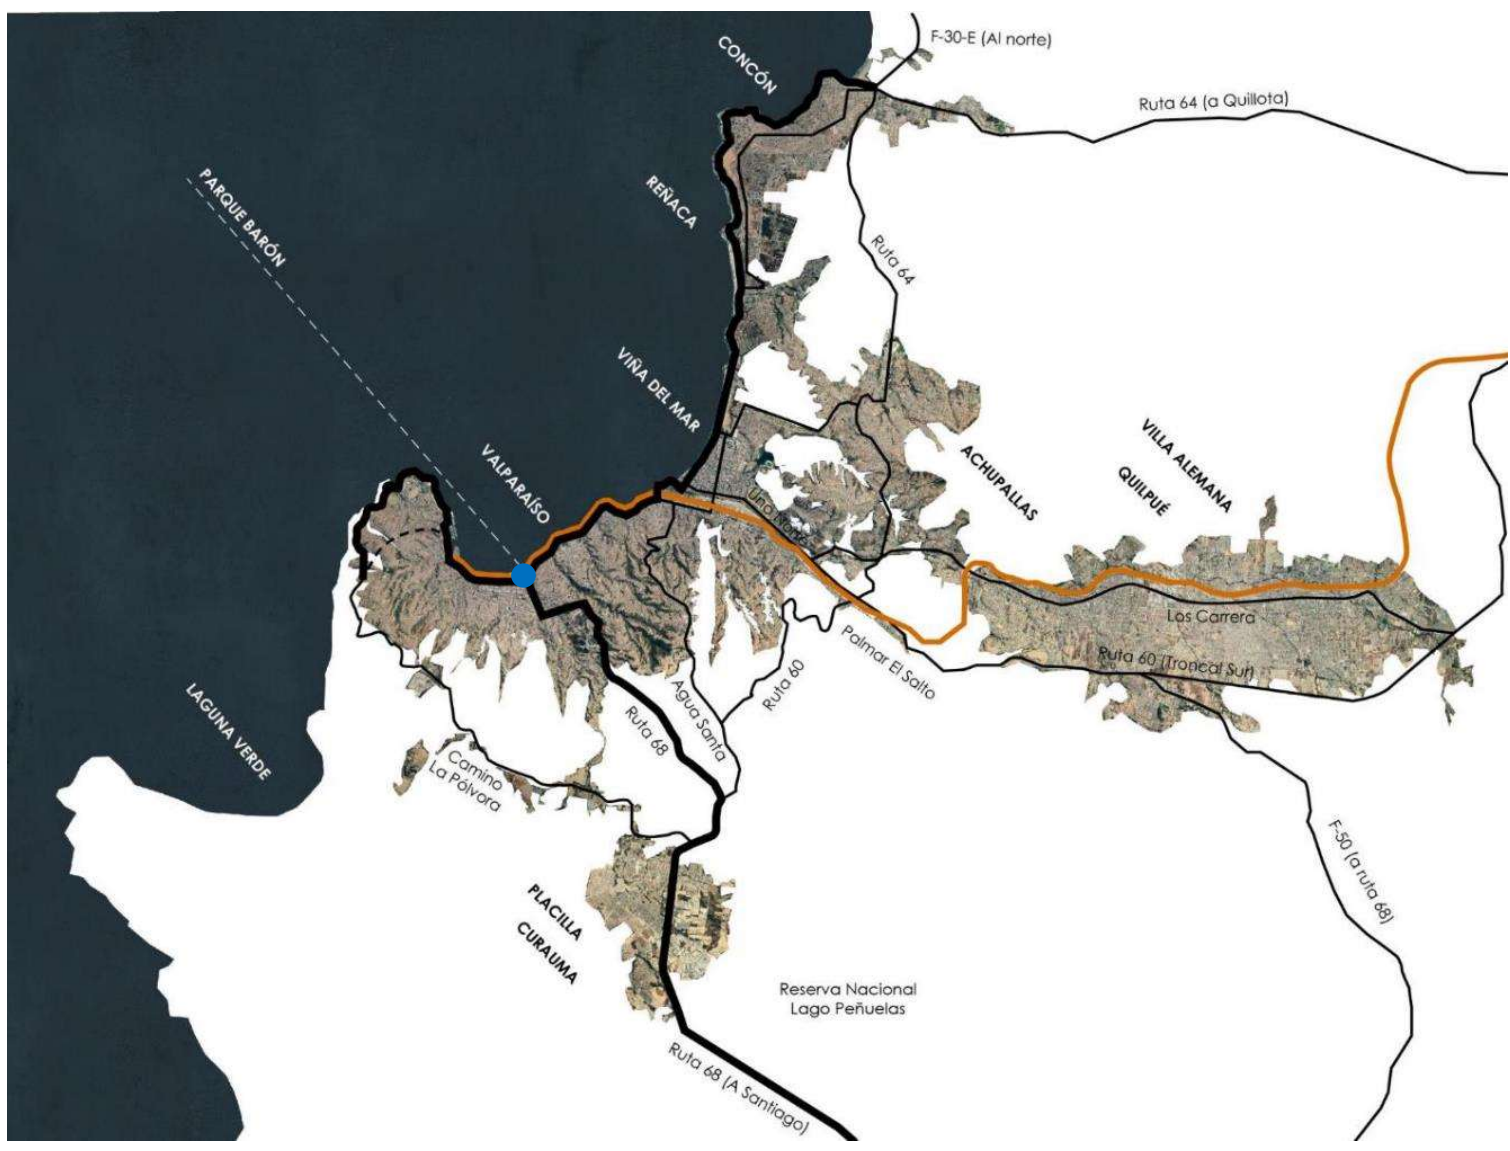 F-30-E (Al norte)
CONCÓN
Ruta 64 (a Quillota)
PARQUE BARÓN
REÑACA
Ruta 64
VIÑA DEL MAR
VALPARAÍSO
ACHUPALLAS
VILLA ALEMANA
QUILPUÉ
Uno Norte
Los Carrera
Palmar El Salto
Ruta 60 (Troncal Sur)
Ruta 60
Agua Santa
Ruta 68
LAGUNA VERDE
Camino
La Pólvora
F-50 (a ruta 68)
PLACILLA
CURAUMA
Reserva Nacional
Lago Peñuelas
Ruta 68 (A Santiago)